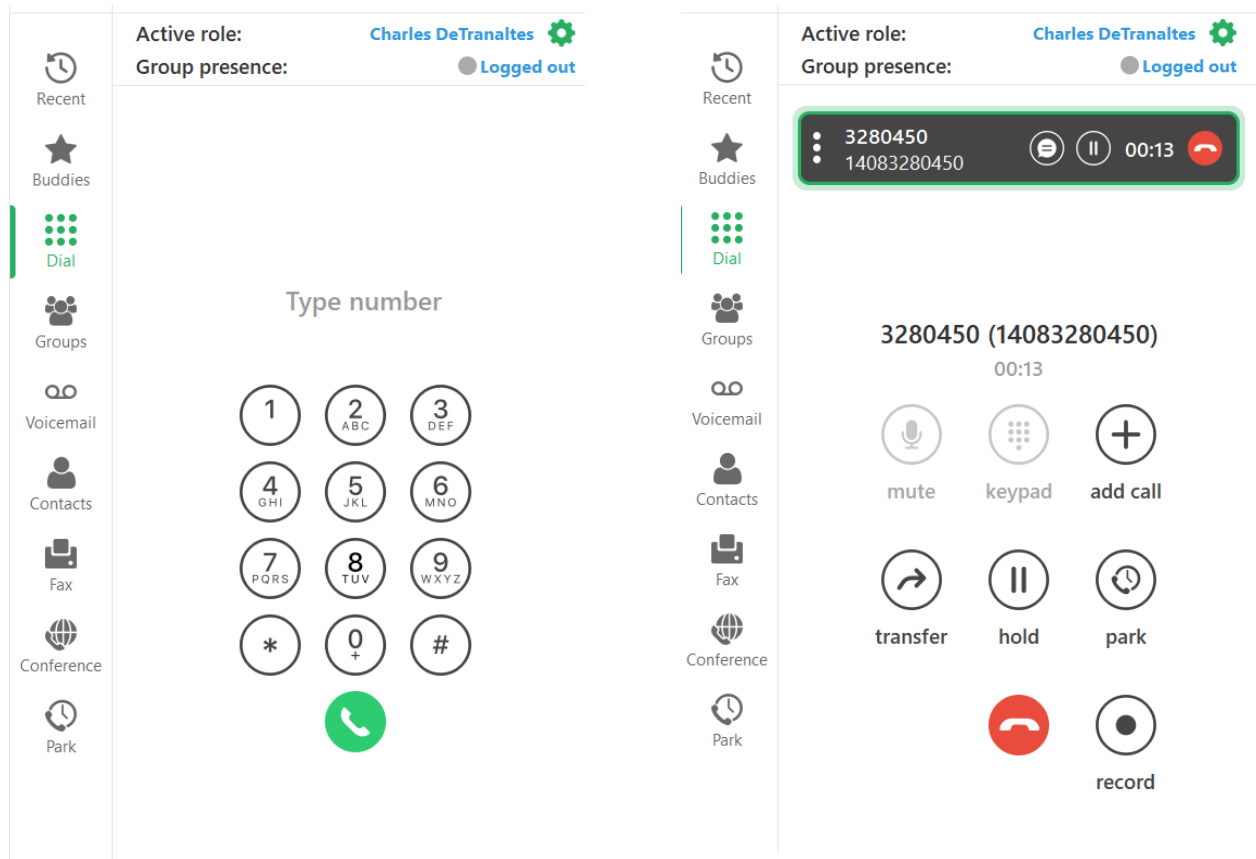 Active role: Charles DeTranaltes
Group presence: Logged out
Recent
Buddies
Dial
Groups
Voicemail
Contacts
Fax
Conference
Park
Type number
1 2 3
ABC DEF
4 5 6
GHI JKL MNO
7 8 9
PQRS TUV WXYZ
* 0 #
+
Active role: Charles DeTranaltes
Group presence: Logged out
Recent
Buddies
Dial
Groups
Voicemail
Contacts
Fax
Conference
Park
3280450
14083280450
00:13
3280450 (14083280450)
00:13
mute keypad add call
transfer hold park
record